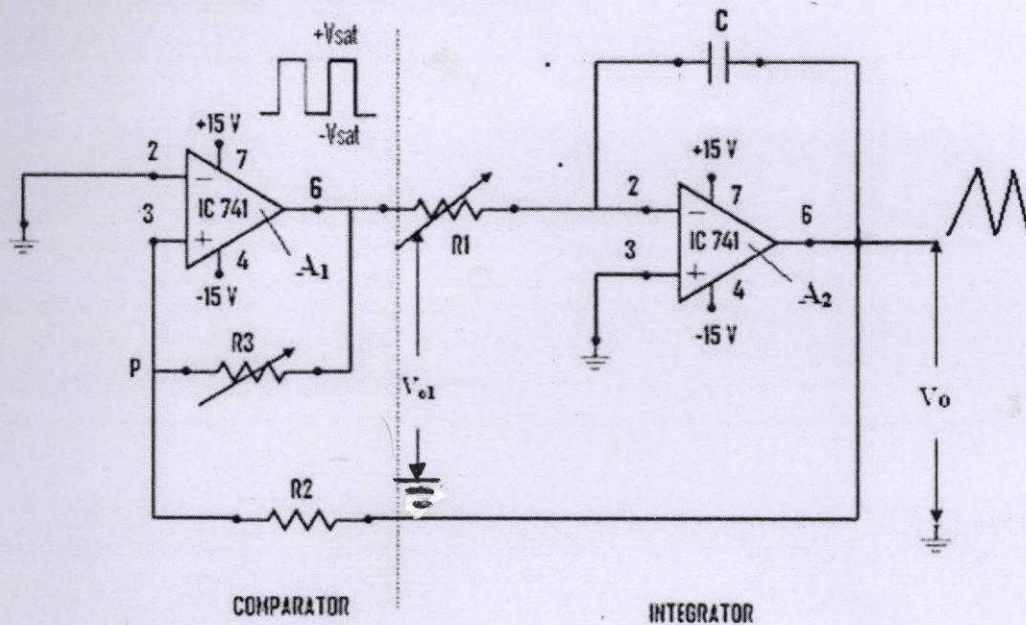 +Vsat
-Vsat
C
+15 V
2
7
3
IC 741
6
4
A1
-15 V
R1
+15 V
2
7
3
IC 741
6
4
A2
-15 V
P
R3
Vo1
Vo
R2
COMPARATOR
INTEGRATOR